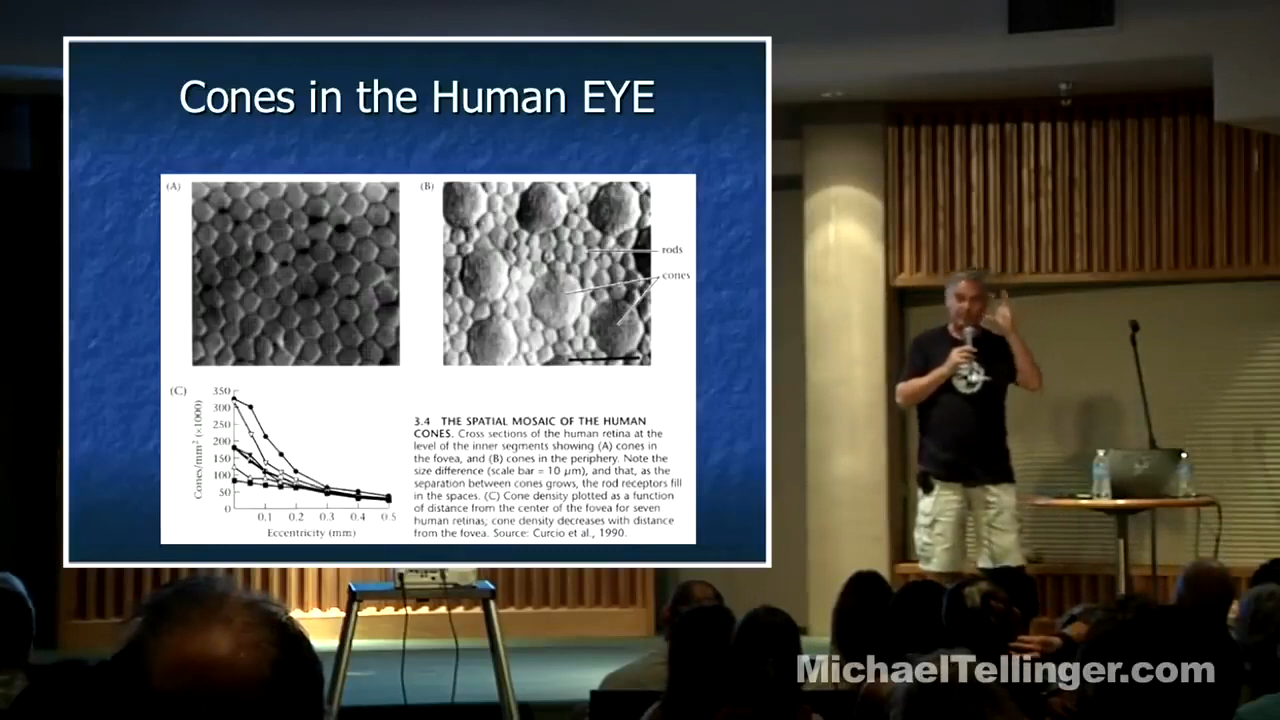 Cones in the Human EYE
(A)
(B)
rods
cones
(C)
Cones/mm² (×1000)
350
300
250
200
150
100
50
0
0.1 0.2 0.3 0.4 0.5
Eccentricity (mm)
3.4 THE SPATIAL MOSAIC OF THE HUMAN
CONES. Cross sections of the human retina at the
level of the inner segments showing (A) cones in
the fovea, and (B) cones in the periphery. Note the
size difference (scale bar = 10 µm), and that, as the
separation between cones grows, the rod receptors fill
in the spaces. (C) Cone density plotted as a function
of distance from the center of the fovea for seven
human retinas; cone density decreases with distance
from the fovea. Source: Curcio et al., 1990.
MichaelTellinger.com